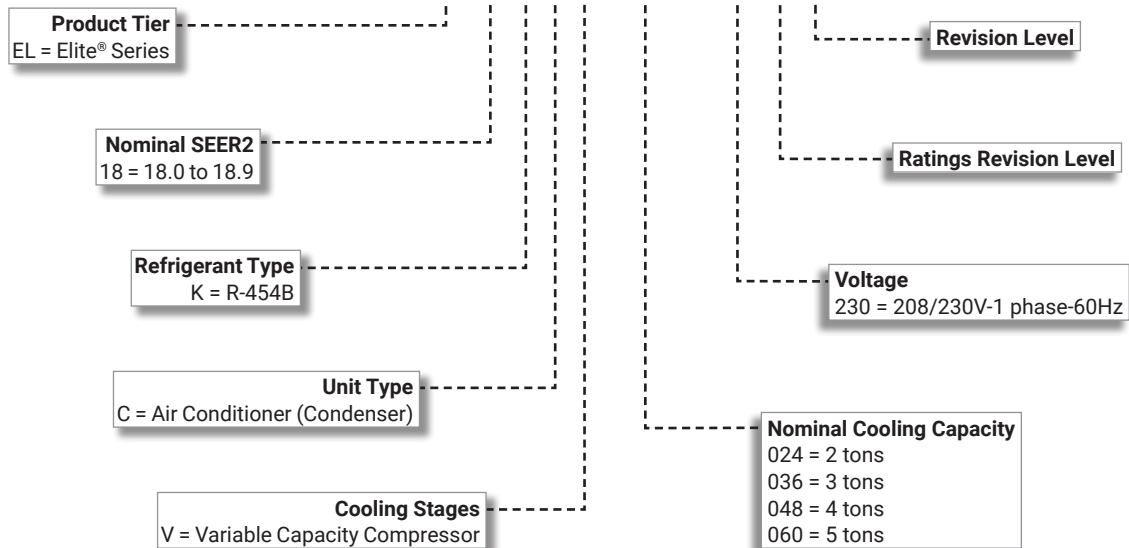 Product Tier
EL = Elite® Series
Revision Level
Nominal SEER2
18 = 18.0 to 18.9
Ratings Revision Level
Refrigerant Type
K = R-454B
Voltage
230 = 208/230V-1 phase-60Hz
Unit Type
C = Air Conditioner (Condenser)
Nominal Cooling Capacity
024 = 2 tons
036 = 3 tons
048 = 4 tons
060 = 5 tons
Cooling Stages
V = Variable Capacity Compressor